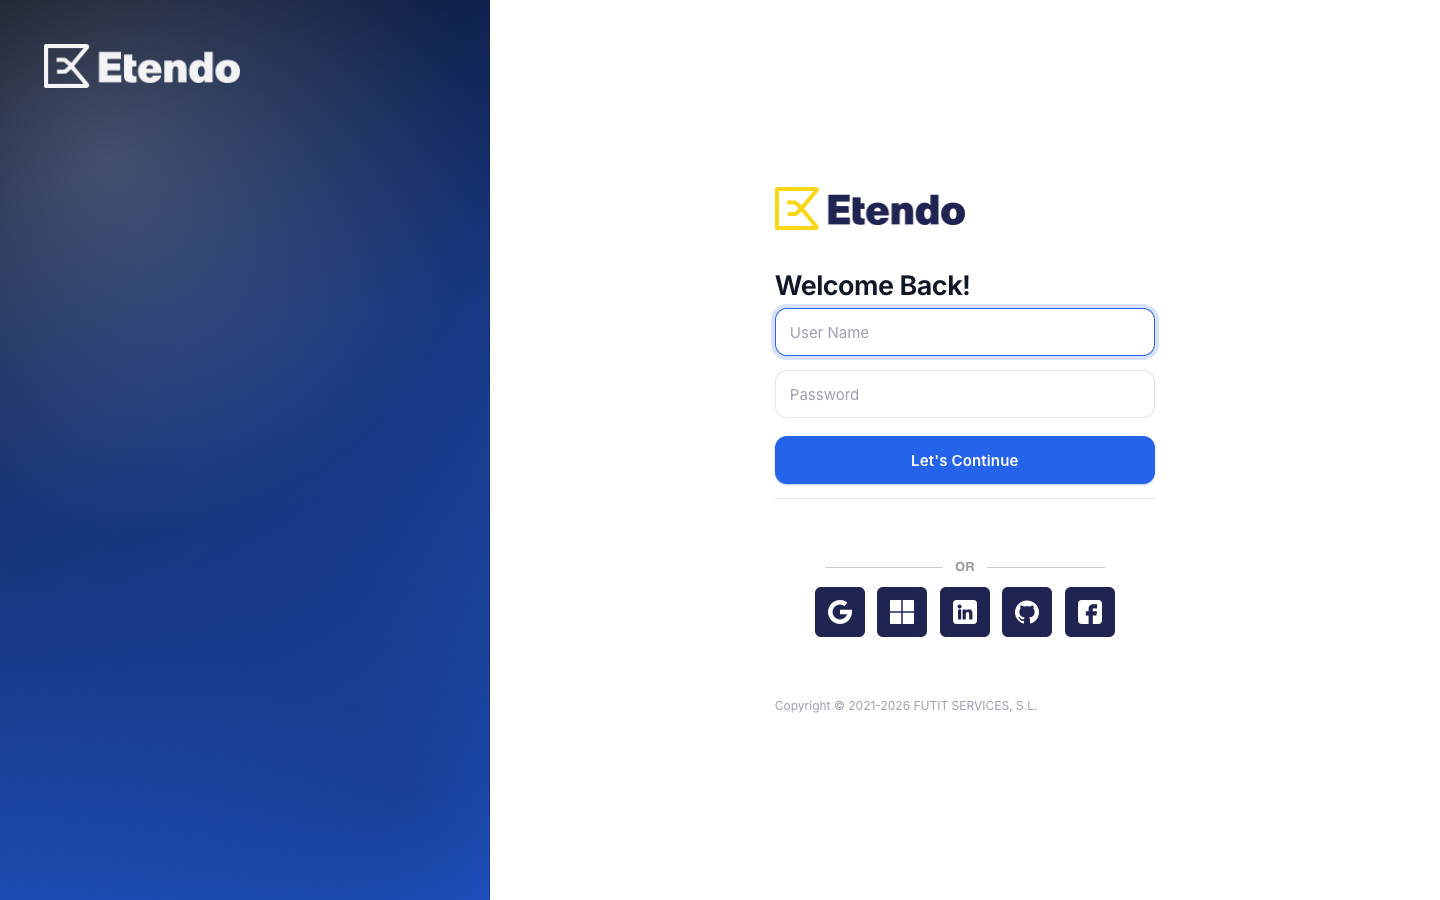 Etendo
Etendo
Welcome Back!
User Name
Password
Let's Continue
OR
Copyright © 2021-2026 FUTIT SERVICES, S.L.